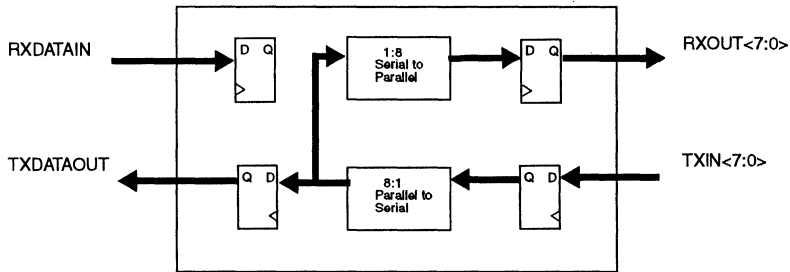 RXDATAIN
D Q
1:8
Serial to
Parallel
D Q
RXOUT<7:0>
TXDATAOUT
Q D
8:1
Parallel to
Serial
Q D
TXIN<7:0>